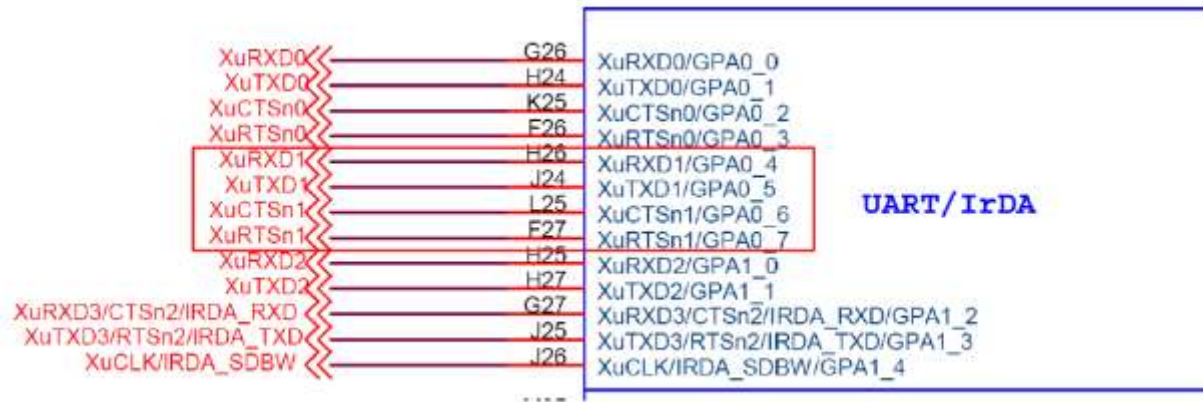 XuRXD0 G26 XuRXD0/GPA0_0
XuTXD0 H24 XuTXD0/GPA0_1
XuCTSn0 K25 XuCTSn0/GPA0_2
XuRTSn0 F26 XuRTSn0/GPA0_3
XuRXD1 H26 XuRXD1/GPA0_4
XuTXD1 J24 XuTXD1/GPA0_5
XuCTSn1 L25 XuCTSn1/GPA0_6
XuRTSn1 F27 XuRTSn1/GPA0_7
XuRXD2 H25 XuRXD2/GPA1_0
XuTXD2 H27 XuTXD2/GPA1_1
XuRXD3/CTSn2/IRDA_RXD G27 XuRXD3/CTSn2/IRDA_RXD/GPA1_2
XuTXD3/RTSn2/IRDA_TXD J25 XuTXD3/RTSn2/IRDA_TXD/GPA1_3
XuCLK/IRDA_SDBW J26 XuCLK/IRDA_SDBW/GPA1_4
UART/IrDA